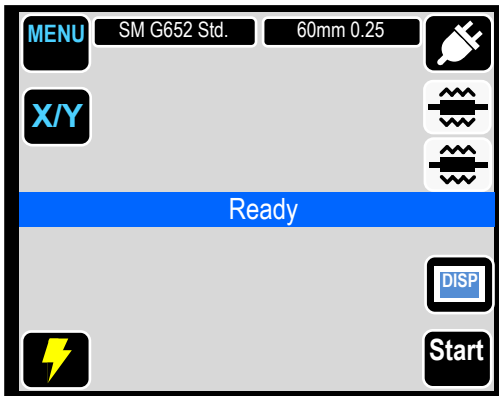 MENU
SM G652 Std.
60mm 0.25
X/Y
Ready
DISP
Start